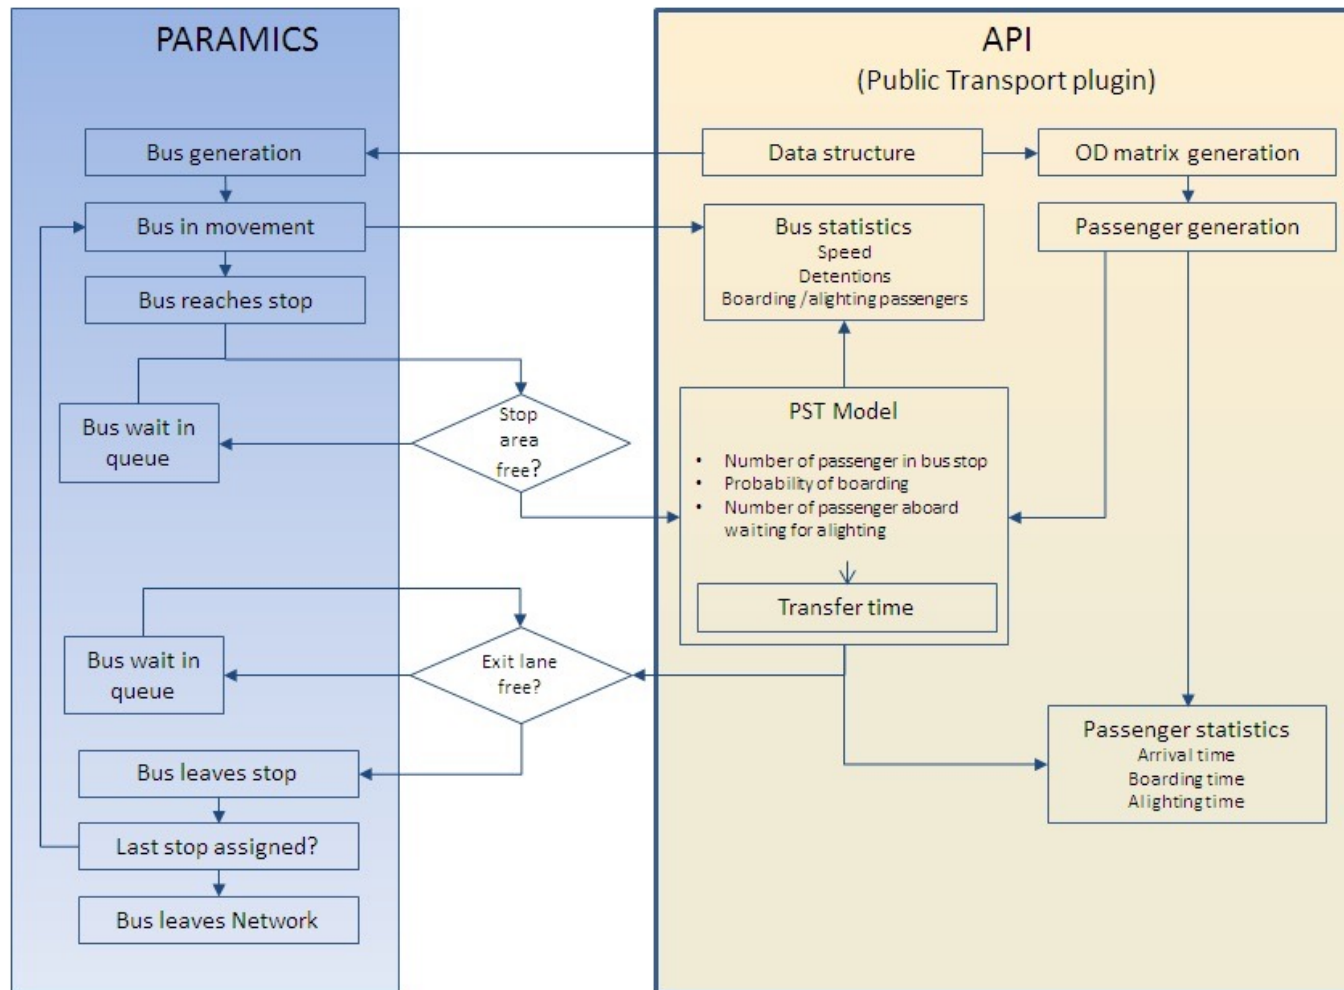 PARAMICS
Bus generation
Bus in movement
Bus reaches stop
Bus wait in
queue
Bus wait in
queue
Bus leaves stop
Last stop assigned?
Bus leaves Network
Stop
area
free?
Exit lane
free?
API
(Public Transport plugin)
Data structure
OD matrix generation
Bus statistics
Speed
Detentions
Boarding /alighting passengers
Passenger generation
PST Model
• Number of passenger in bus stop
• Probability of boarding
• Number of passenger aboard
waiting for alighting
Transfer time
Passenger statistics
Arrival time
Boarding time
Alighting time